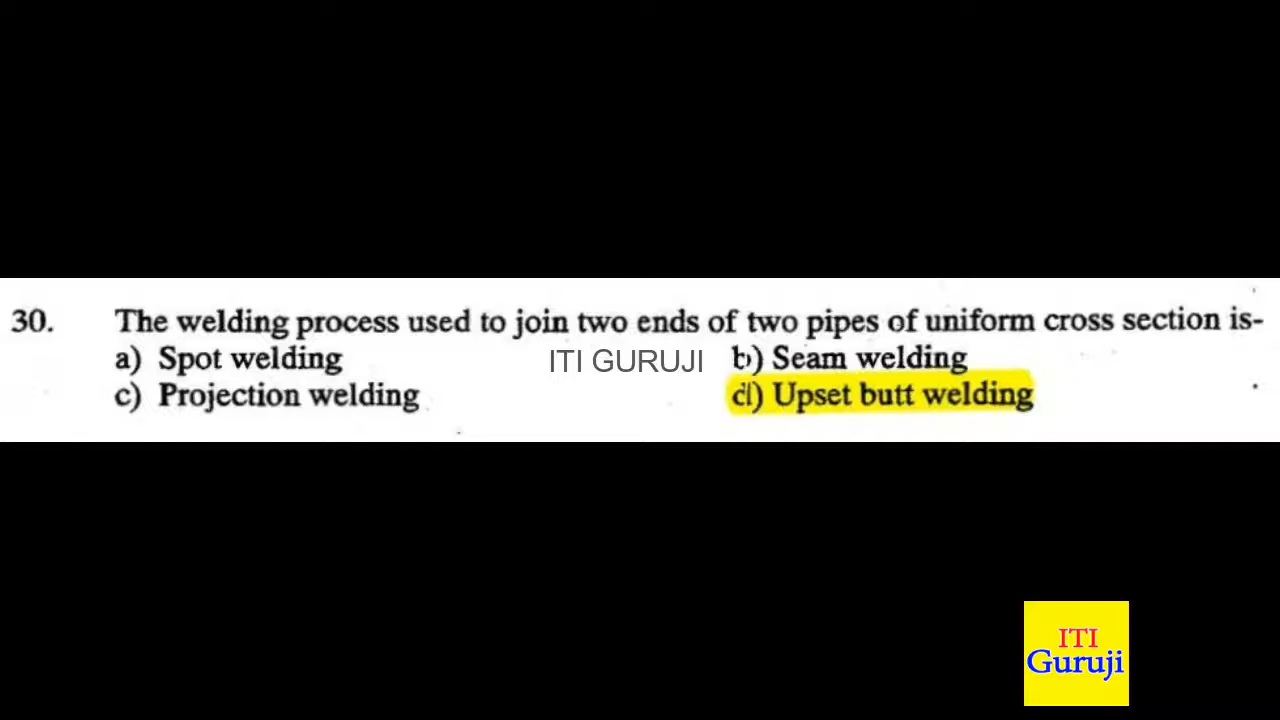 30. The welding process used to join two ends of two pipes of uniform cross section is-
a) Spot welding ITI GURUJI b) Seam welding
c) Projection welding d) Upset butt welding
ITI
Guruji